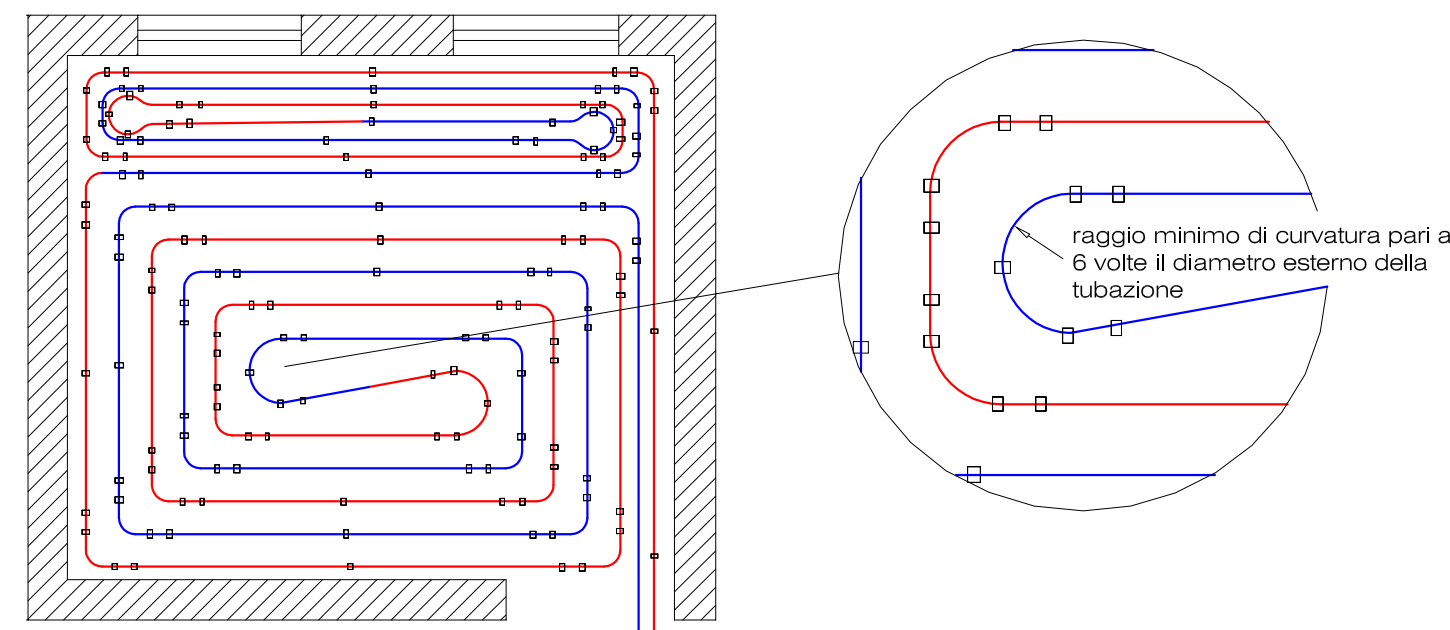 raggio minimo di curvatura pari a
6 volte il diametro esterno della
tubazione